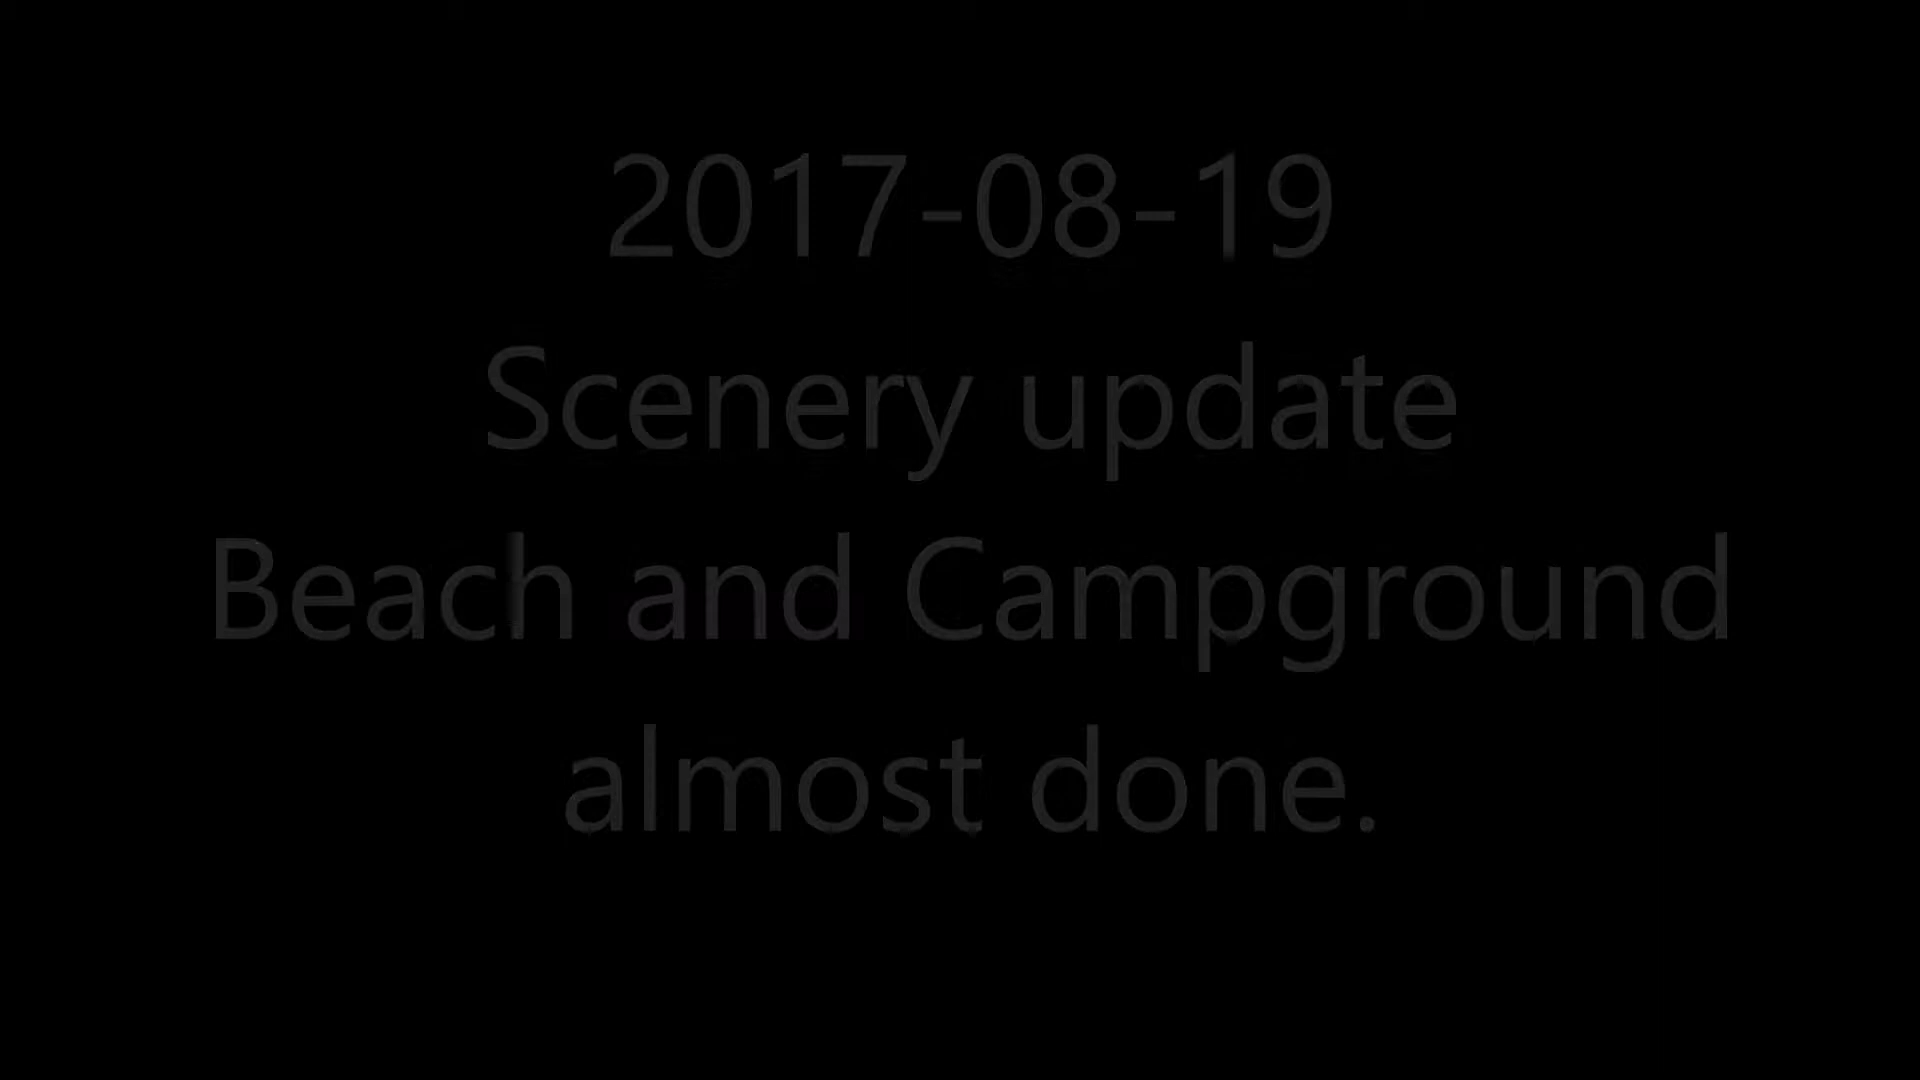 2017-08-19
Scenery update
Beach and Campground
almost done.